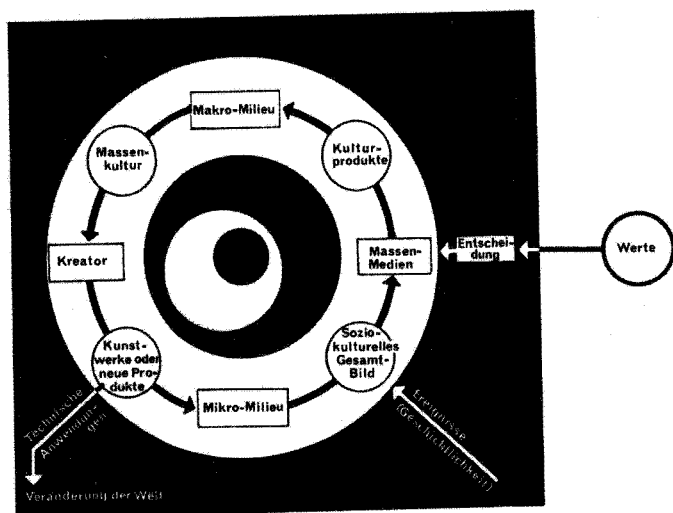 Makro-Milieu
Massen-
kultur
Kultur-
produkte
Kreator
Massen-
Medien
Entschei-
dung
Werte
Kunst-
werke oder
neue Pro-
dukte
Mikro-Milieu
Sozio-
kulturelles
Gesamt-
Bild
Technische
Anwendun-
gen
Ereignisse
(Geschichtlichkeit)
Veränderung der Welt